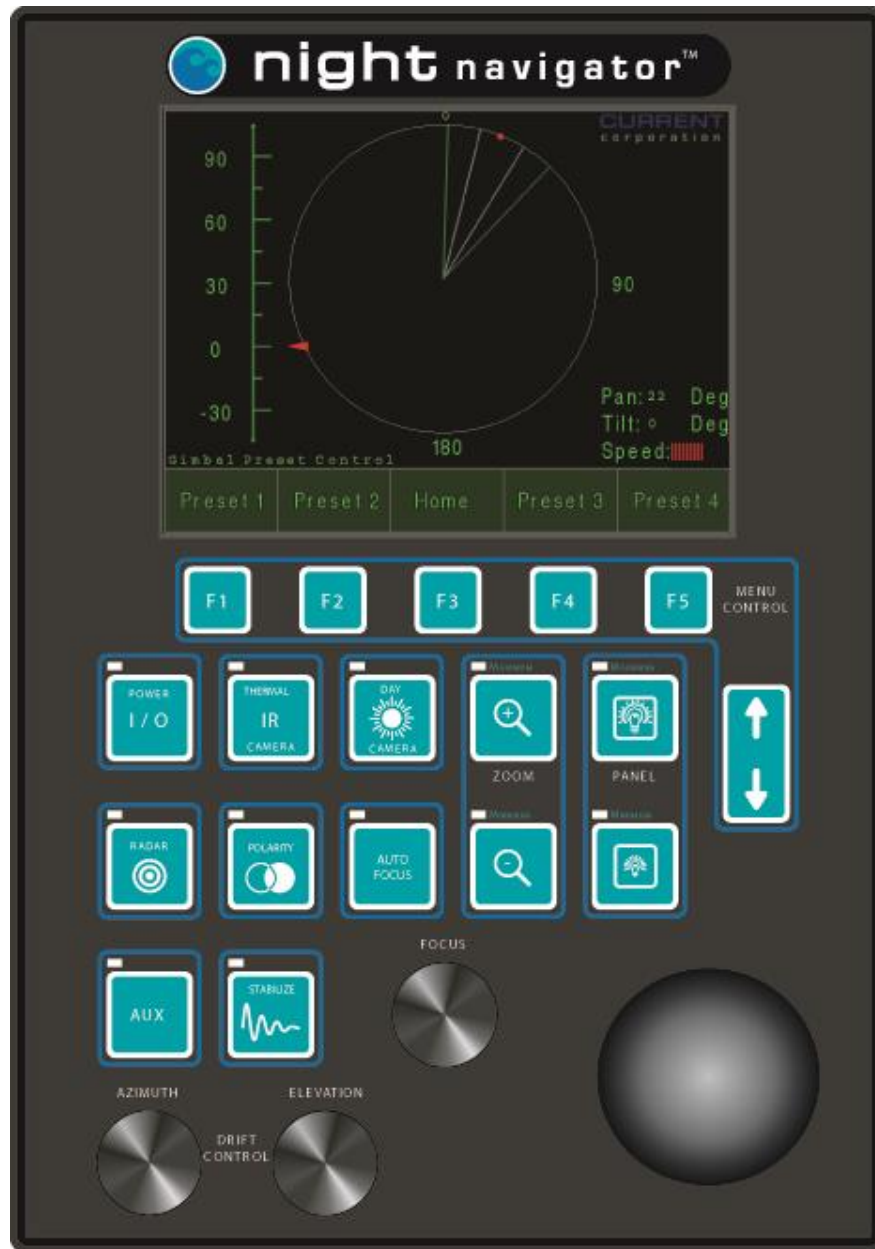 night navigator™
0
CURRENT
corporation
90
60
30
0
-30
90
180
Pan: 22 Deg
Tilt: 0 Deg
Speed:
Gimbal Preset Control
Preset 1 Preset 2 Home Preset 3 Preset 4
F1 F2 F3 F4 F5
MENU
CONTROL
POWER
I / O
THERMAL
IR
CAMERA
DAY
CAMERA
ZOOM
PANEL
RADAR
POLARITY
AUTO
FOCUS
FOCUS
AUX
STABILIZE
AZIMUTH
ELEVATION
DRIFT
CONTROL